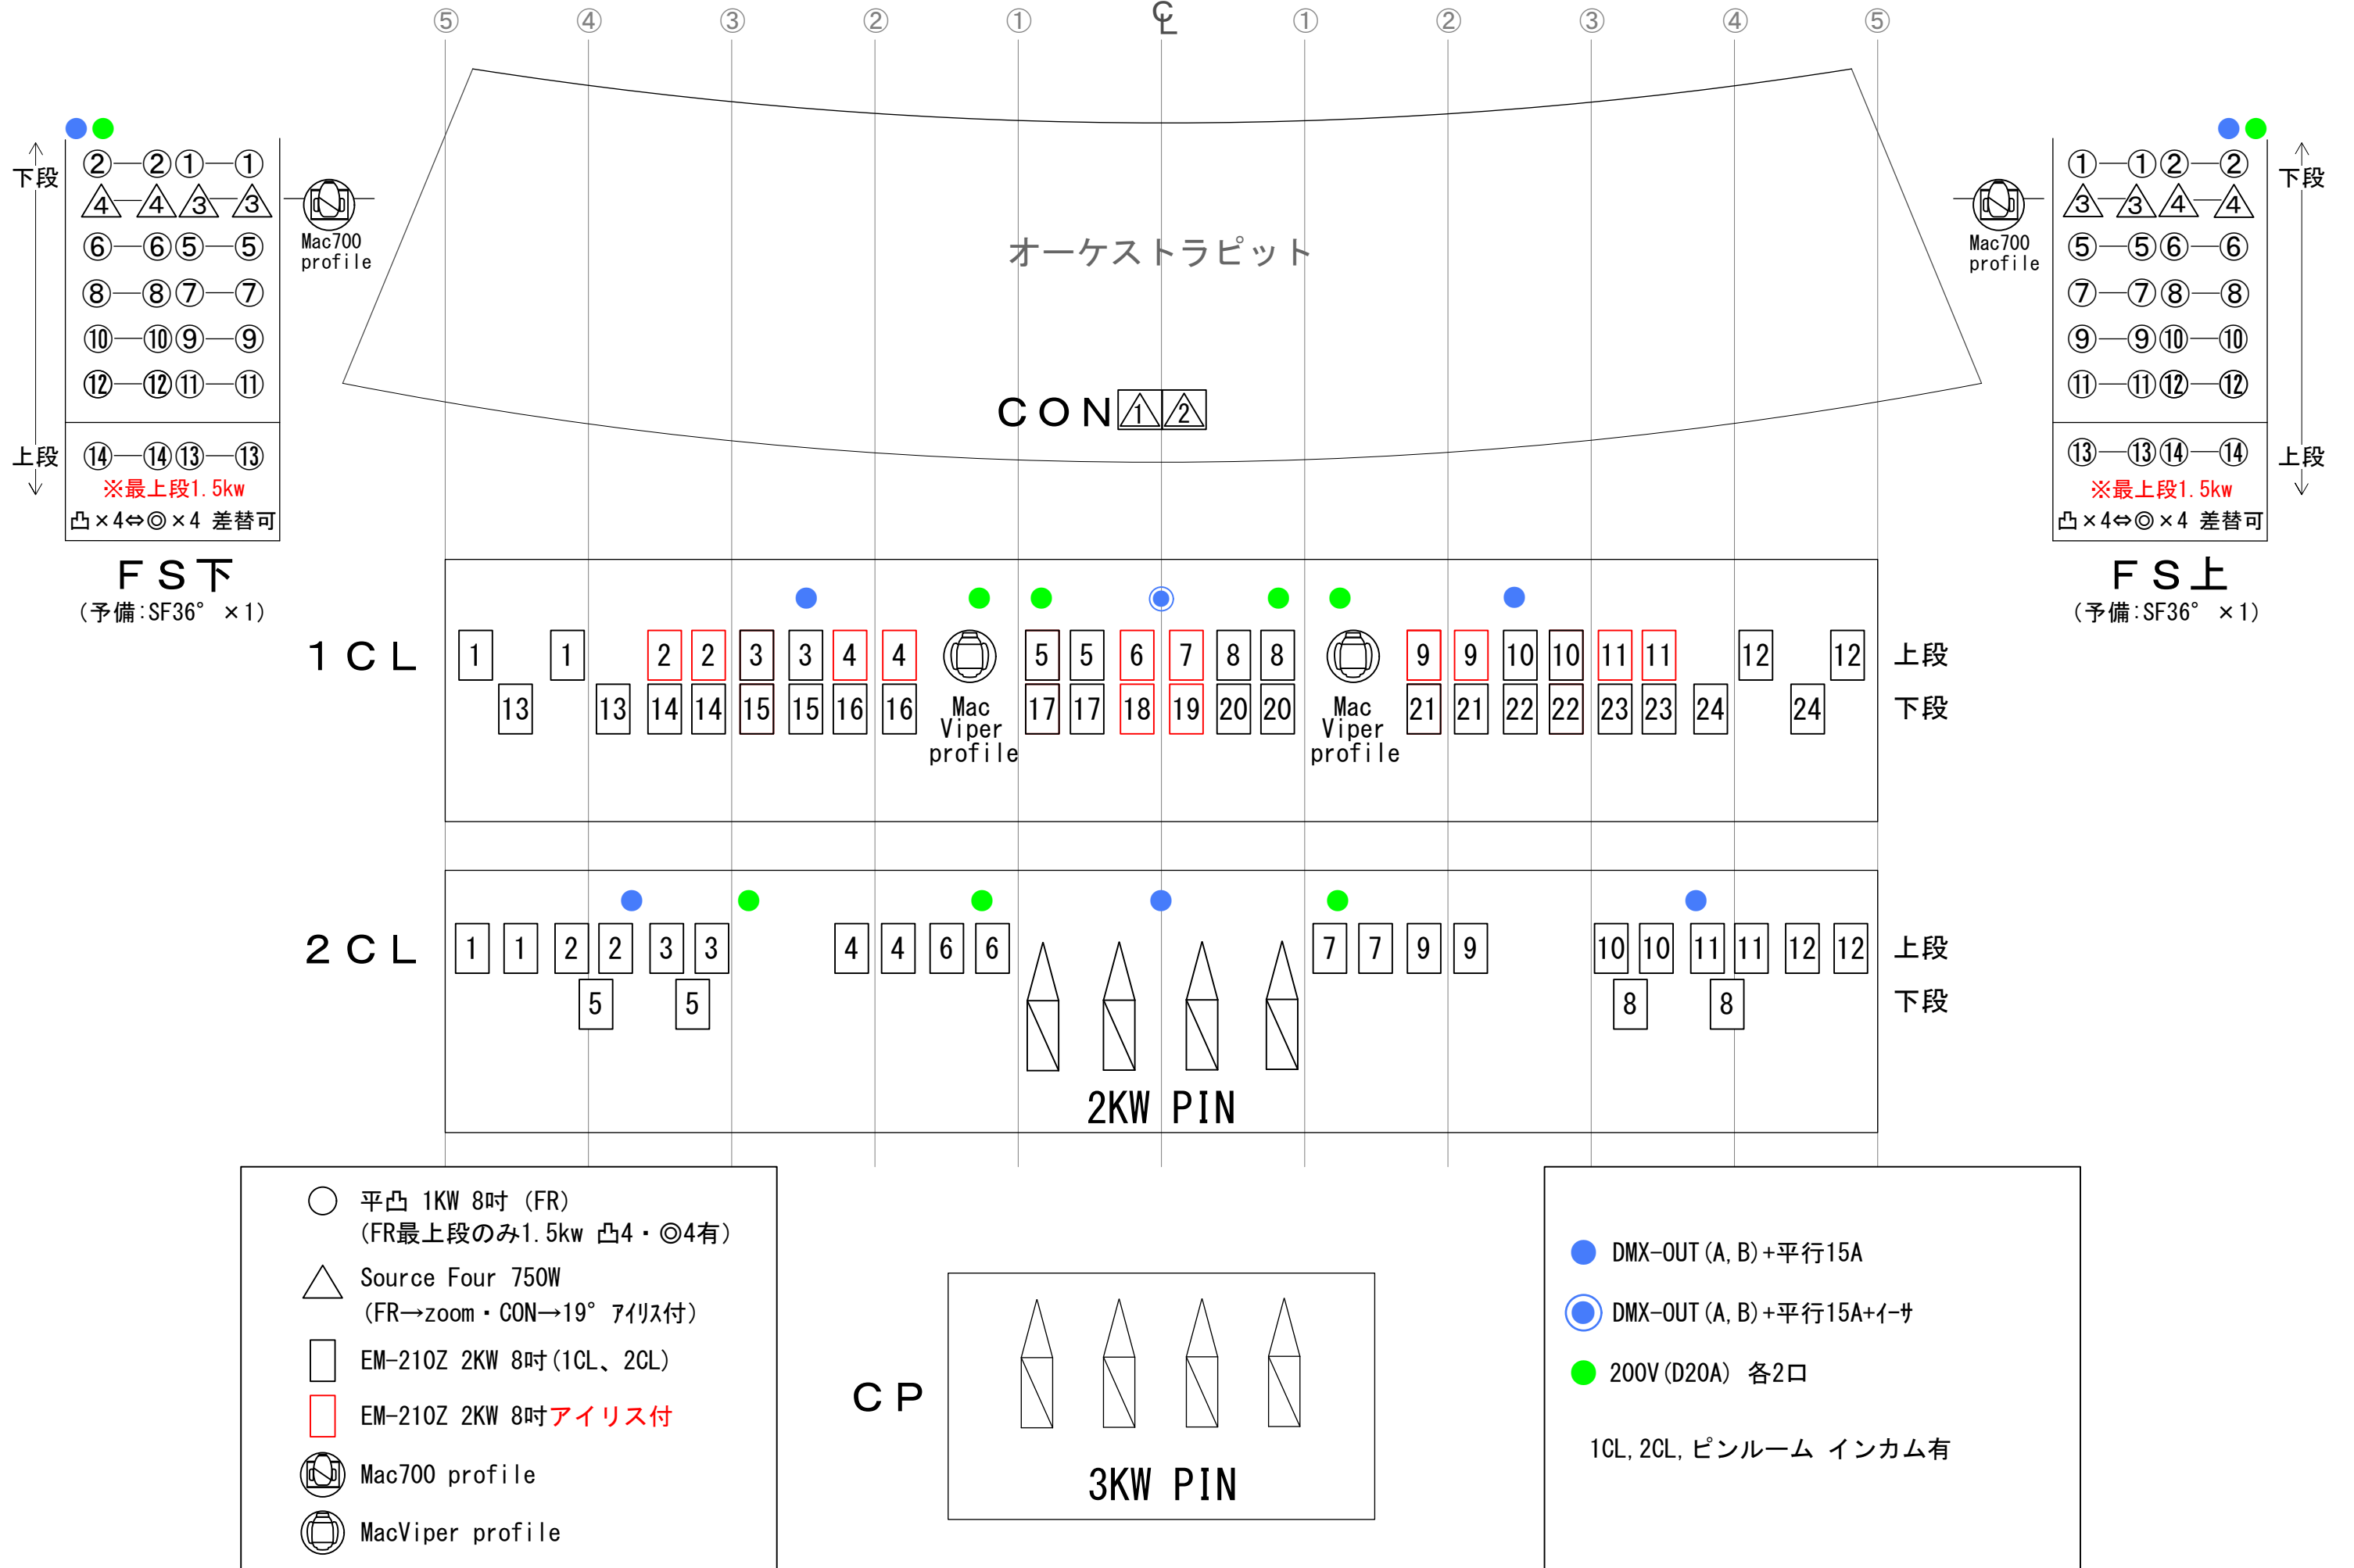 ⑤ ④ ③ ② ① ℄ ① ② ③ ④ ⑤
下段
②─②①─①
④─④③─③
⑥─⑥⑤─⑤
⑧─⑧⑦─⑦
⑩─⑩⑨─⑨
⑫─⑫⑪─⑪
上段
⑭─⑭⑬─⑬
※最上段1.5kw
凸×4⇔◎×4 差替可
FS下
(予備:SF36° ×1)
Mac700
profile
オーケストラピット
CON 1 2
Mac700
profile
下段
①─①②─②
③─③④─④
⑤─⑤⑥─⑥
⑦─⑦⑧─⑧
⑨─⑨⑩─⑩
⑪─⑪⑫─⑫
上段
⑬─⑬⑭─⑭
※最上段1.5kw
凸×4⇔◎×4 差替可
FS上
(予備:SF36° ×1)
1CL
1 1 2 2 3 3 4 4 5 5 6 7 8 8 9 9 10 10 11 11 12 12 上段
13 13 14 14 15 15 16 16 17 17 18 19 20 20 21 21 22 22 23 23 24 24 下段
Mac
Viper
profile
Mac
Viper
profile
2CL
1 1 2 2 3 3 4 4 6 6 7 7 9 9 10 10 11 11 12 12 上段
5 5 8 8 下段
2KW PIN
平凸 1KW 8吋 (FR)
(FR最上段のみ1.5kw 凸4・◎4有)
Source Four 750W
(FR→zoom・CON→19° ｱｲﾘｽ付)
EM-210Z 2KW 8吋(1CL、2CL)
EM-210Z 2KW 8吋アイリス付
Mac700 profile
MacViper profile
CP
3KW PIN
DMX-OUT(A,B)+平行15A
DMX-OUT(A,B)+平行15A+ｲｰｻ
200V(D20A) 各2口
1CL,2CL,ピンルーム インカム有